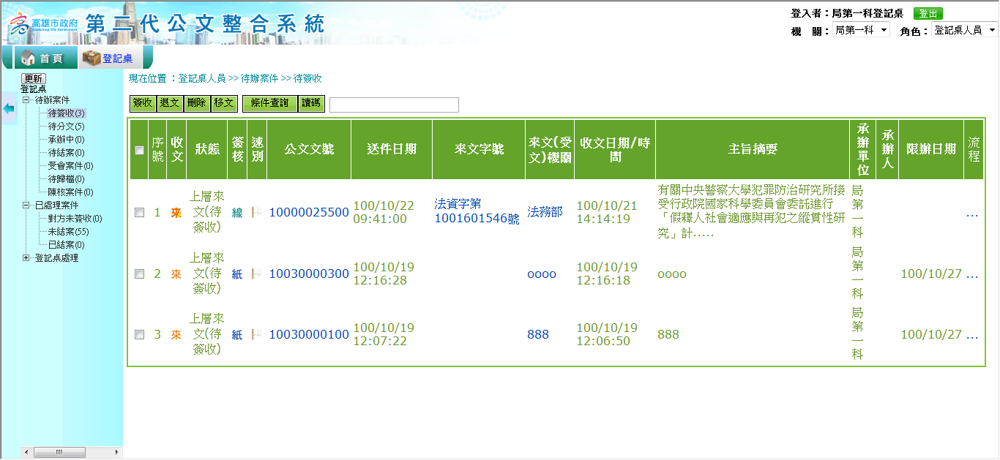 高雄市政府 第二代公文整合系統
Kaohsiung City Government
登入者：局第一科登記桌 登出
機 關： 局第一科 角色： 登記桌人員
首頁 登記桌
更新
登記桌
待辦案件
待簽收(3)
待分文(5)
承辦中(0)
待結案(0)
受會案件(0)
待歸檔(0)
陳核案件(0)
已處理案件
對方未簽收(0)
未結案(55)
已結案(0)
登記桌處理
現在位置：登記桌人員>>待辦案件>>待簽收
簽收 退文 刪除 移文 條件查詢 讀碼
序號 收文 狀態 簽核 速別 公文文號 送件日期 來文字號 來文(受文)機關 收文日期/時間 主旨摘要 承辦單位 承辦人 限辦日期 流程
1 來 上層來文(待簽收) 線 10000025500 100/10/22 09:41:00 法資字第1001601546號 法務部 100/10/21 14:14:19 有關中央警察大學犯罪防治研究所接受行政院國家科學委員會委託進行「假釋人社會適應與再犯之縱貫性研究」計..... 局第一科 ...
2 來 上層來文(待簽收) 紙 10030000300 100/10/19 12:16:28 oooo 100/10/19 12:16:18 oooo 局第一科 100/10/27 ...
3 來 上層來文(待簽收) 紙 10030000100 100/10/19 12:07:22 888 100/10/19 12:06:50 888 局第一科 100/10/27 ...